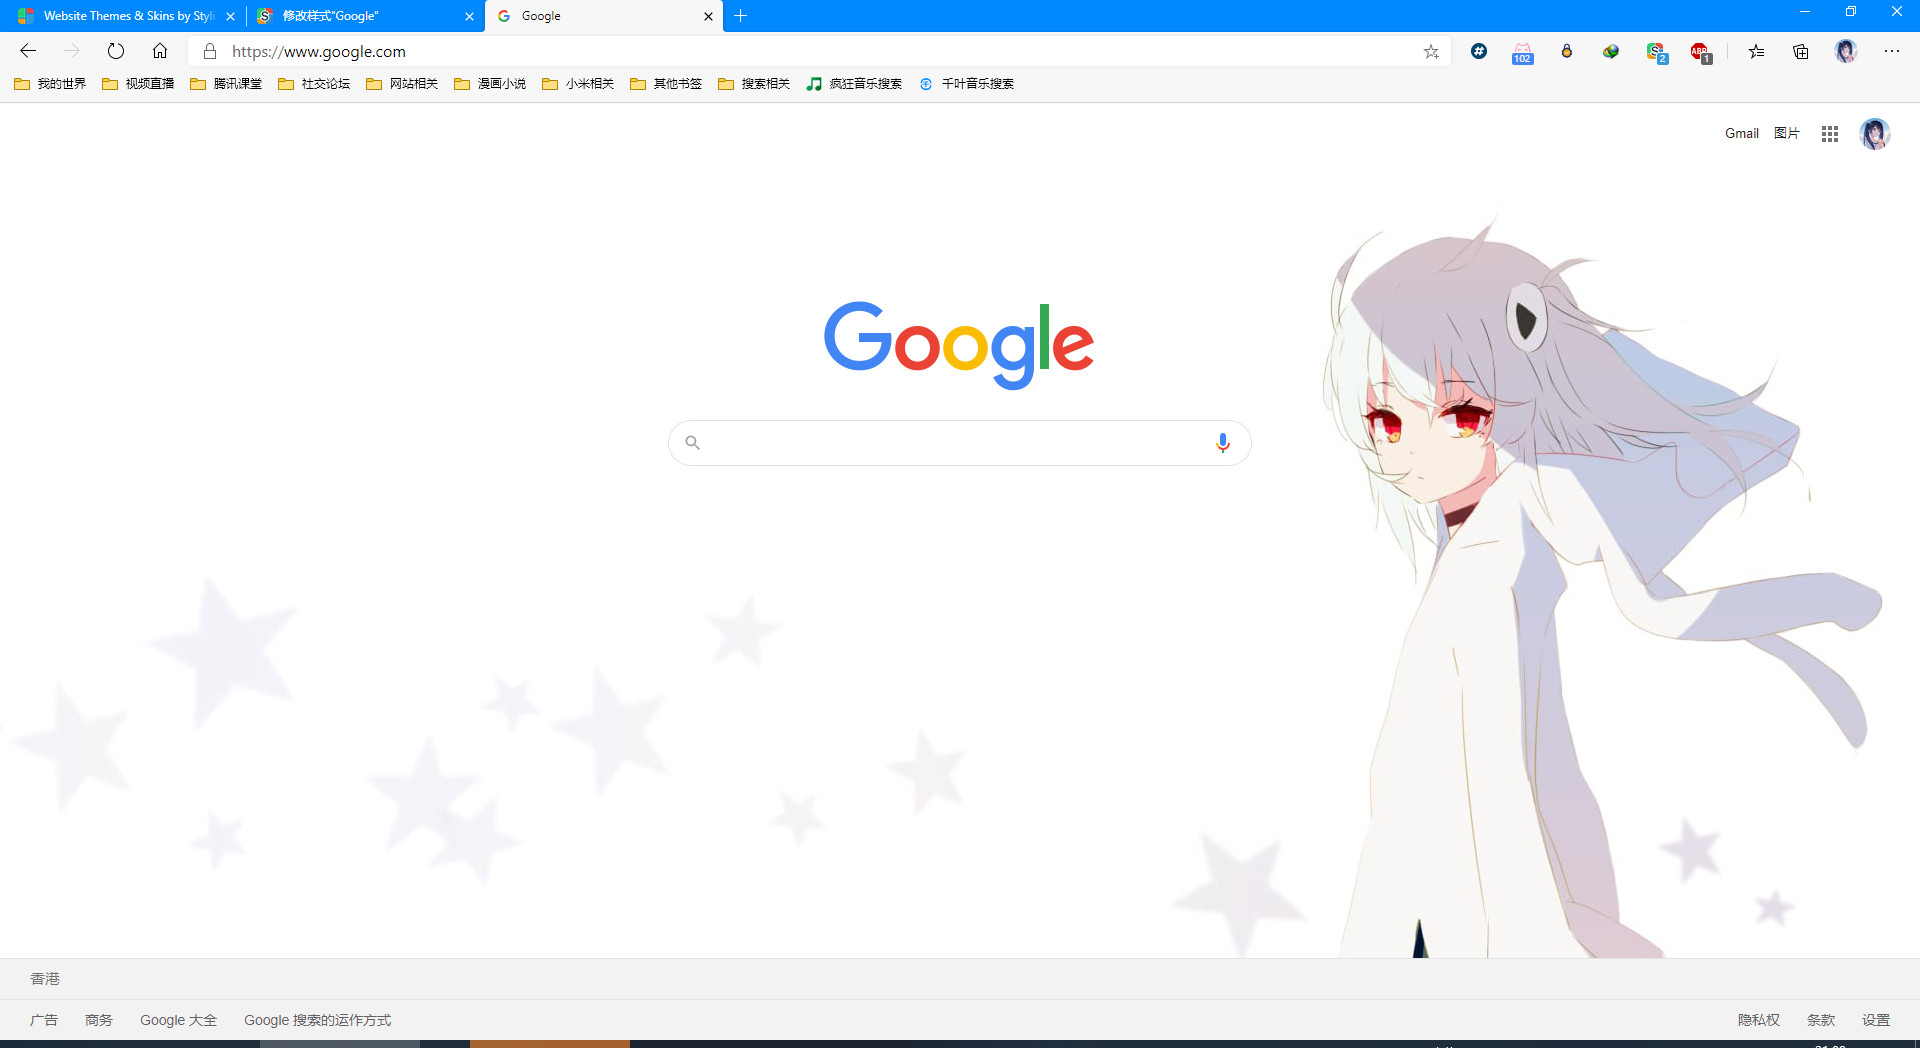 Website Themes & Skins by Styli
修改样式“Google”
Google
https://www.google.com
102
2
ABP
1
我的世界
视频直播
腾讯课堂
社交论坛
网站相关
漫画小说
小米相关
其他书签
搜索相关
疯狂音乐搜索
千叶音乐搜索
Gmail
图片
Google
香港
广告
商务
Google 大全
Google 搜索的运作方式
隐私权
条款
设置